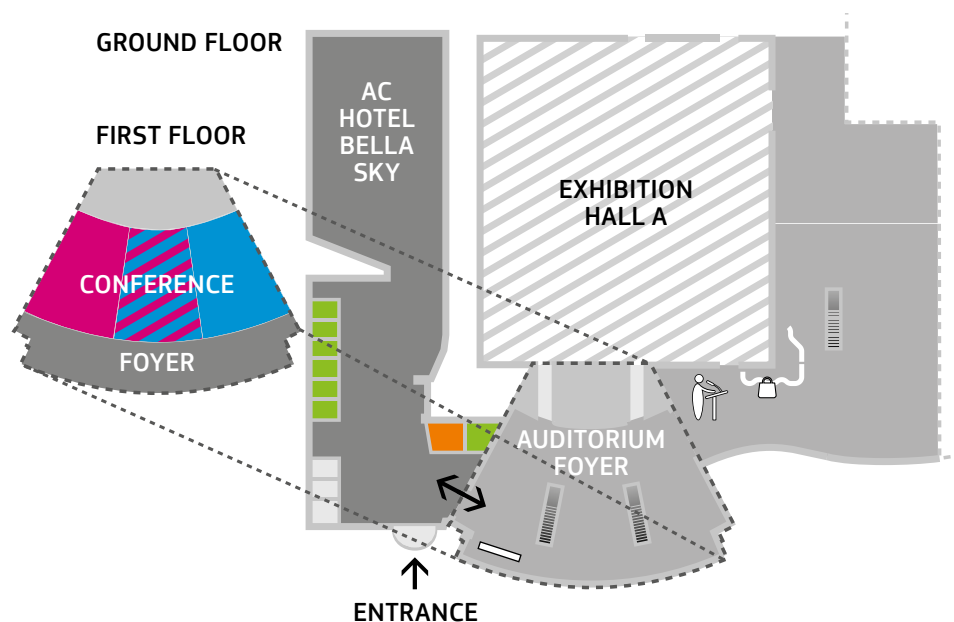 GROUND FLOOR
AC
HOTEL
BELLA
SKY
FIRST FLOOR
EXHIBITION
HALL A
CONFERENCE
FOYER
AUDITORIUM
FOYER
ENTRANCE